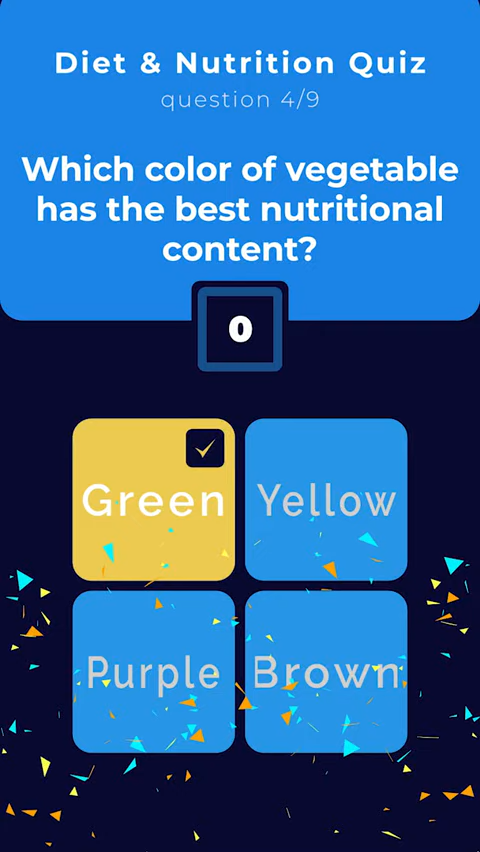 Diet & Nutrition Quiz
question 4/9
Which color of vegetable
has the best nutritional
content?
0
Green
Yellow
Purple
Brown